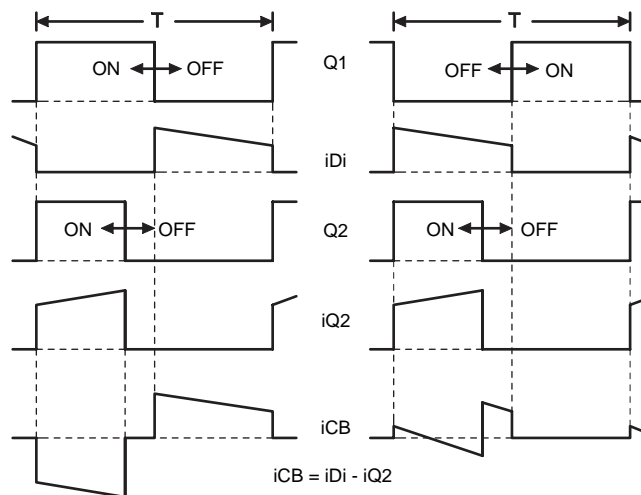 T T
ON OFF Q1 OFF ON
iDi
ON OFF Q2 ON OFF
iQ2
iCB
iCB = iDi - iQ2